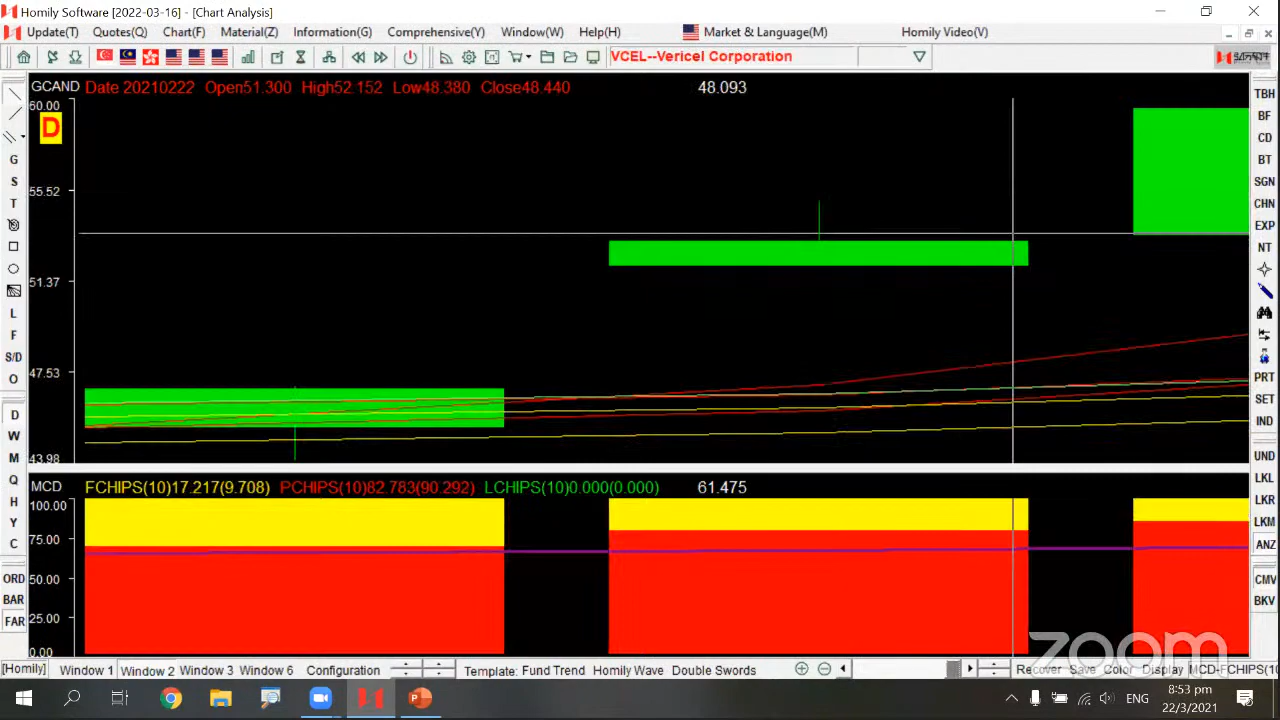 Homily Software [2022-03-16] - [Chart Analysis]
Update(T) Quotes(Q) Chart(F) Material(Z) Information(G) Comprehensive(Y) Window(W) Help(H) Market & Language(M) Homily Video(V)
VCEL--Vericel Corporation
GCAND Date 20210222 Open51.300 High52.152 Low48.380 Close48.440 48.093
TBH
60.00
BF
D
CD
BT
G
S
SGN
55.52
T
CHN
EXP
NT
51.37
L
F
S/D
47.53
O
PRT
SET
D
IND
W
M
43.98
UND
Q
MCD FCHIPS(10)17.217(9.708) PCHIPS(10)82.783(90.292) LCHIPS(10)0.000(0.000) 61.475
LKL
H
100.00
LKR
Y
LKM
C
75.00
ANZ
ORD
50.00
CMV
BAR
BKV
FAR
25.00
0.00
zoom
[Homily] Window 1 Window 2 Window 3 Window 6 Configuration Template: Fund Trend Homily Wave Double Swords Recover Save Color Display MCD-FCHIPS(10
ENG
8:53 pm
22/3/2021